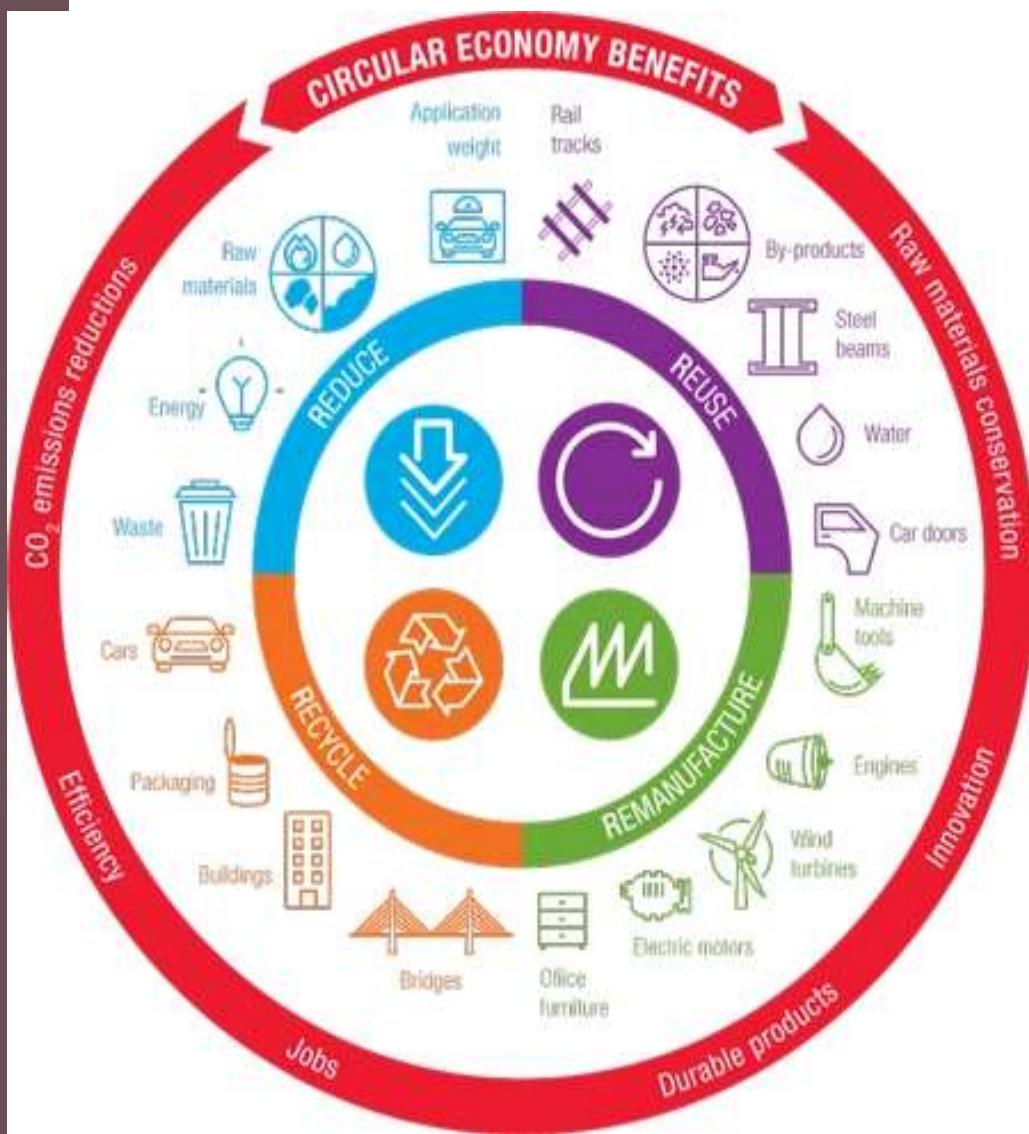 CIRCULAR ECONOMY BENEFITS
Application
weight
Rail
tracks
Raw
materials
By-products
Steel
beams
Energy
Water
Waste
Car doors
Cars
Machine
tools
Packaging
Engines
Buildings
Wind
turbines
Bridges
Electric motors
Office
furniture
REDUCE
REUSE
RECYCLE
REMANUFACTURE
CO₂ emissions reductions
Raw materials conservation
Efficiency
Innovation
Jobs
Durable products